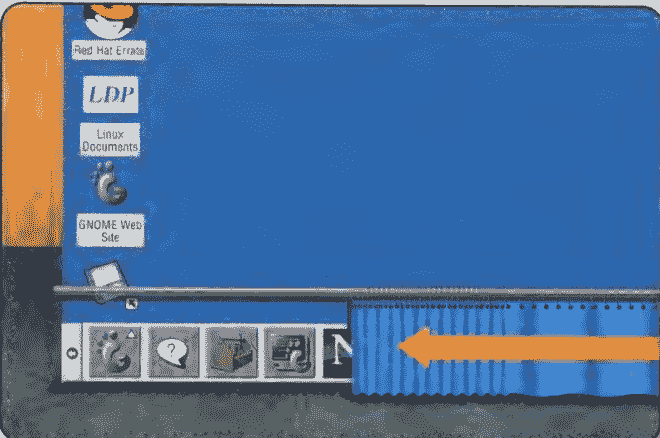 Red Hat Errata
LDP
Linux
Documents
GNOME Web
Site
?
N